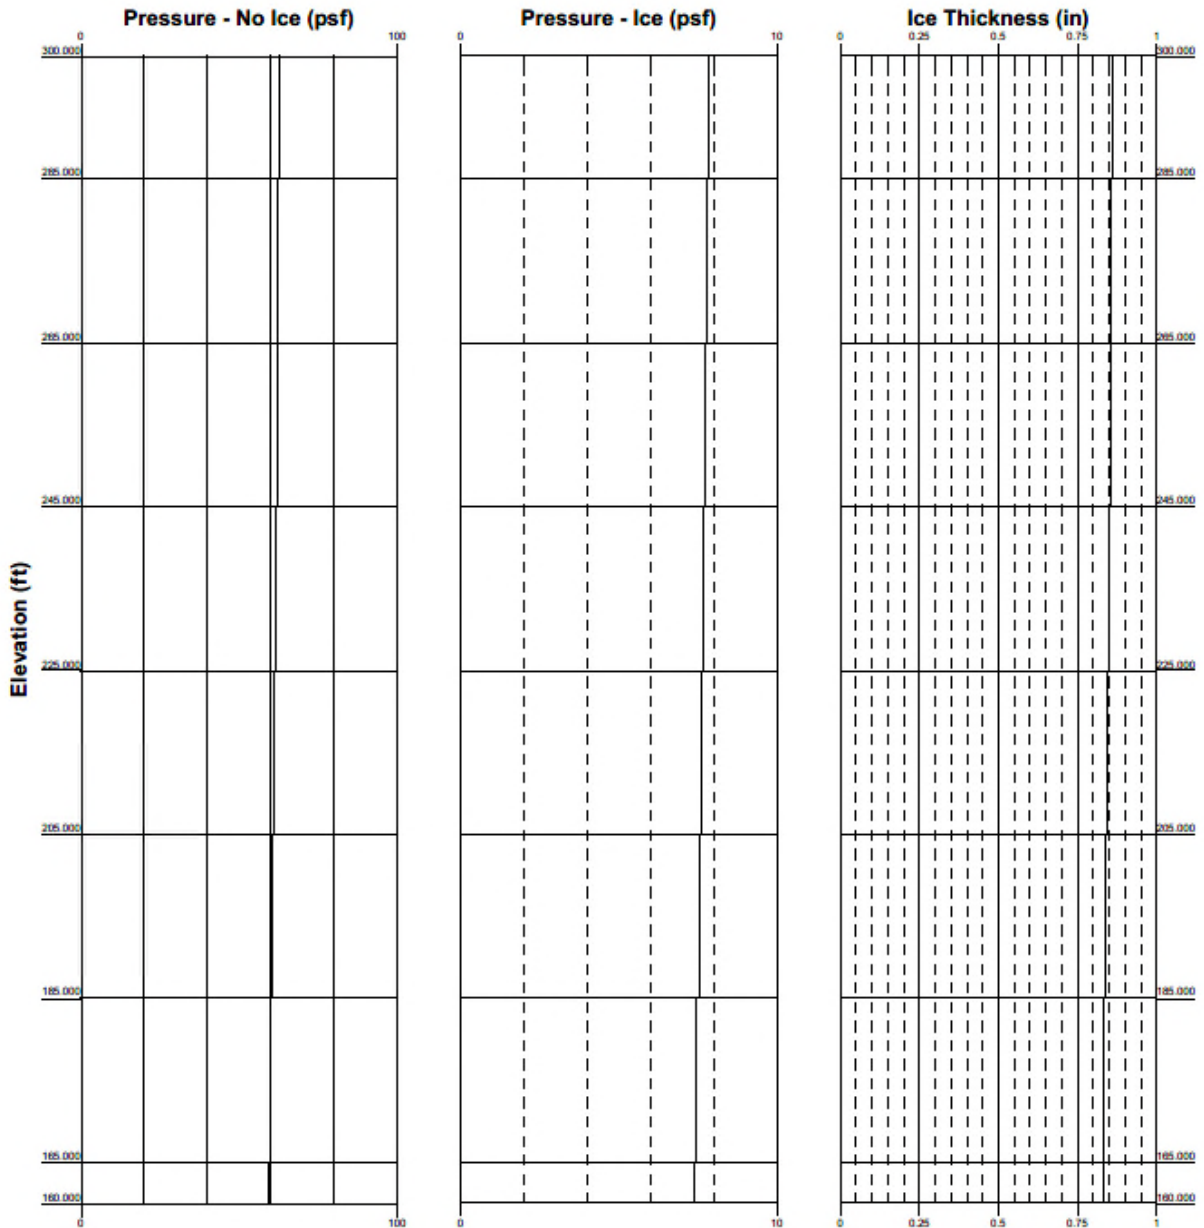 Pressure - No Ice (psf) Pressure - Ice (psf) Ice Thickness (in)
0 100 0 10 0 0.25 0.5 0.75 1
300.000 300.000
285.000 285.000
265.000 265.000
245.000 245.000
Elevation (ft)
225.000 225.000
205.000 205.000
185.000 185.000
165.000 165.000
160.000 160.000
0 100 0 10 0 0.25 0.5 0.75 1